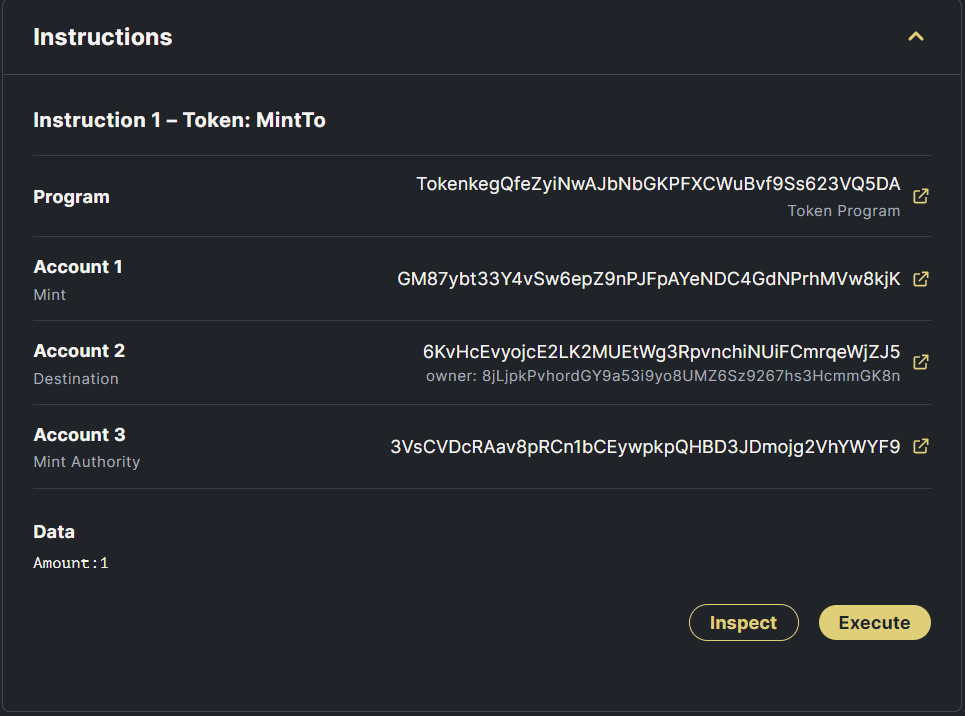 Instructions
Instruction 1 – Token: MintTo
Program
TokenkegQfeZyiNwAJbNbGKPFXCWuBvf9Ss623VQ5DA
Token Program
Account 1
Mint
GM87ybt33Y4vSw6epZ9nPJFpAYeNDC4GdNPrhMVw8kjK
Account 2
Destination
6KvHcEvyojcE2LK2MUEtWg3RpvnchiNUiFCmrqeWjZJ5
owner: 8jLjpkPvhordGY9a53i9yo8UMZ6Sz9267hs3HcmmGK8n
Account 3
Mint Authority
3VsCVDcRAav8pRCn1bCEywpkpQHBD3JDmojg2VhYWYF9
Data
Amount:1
Inspect
Execute